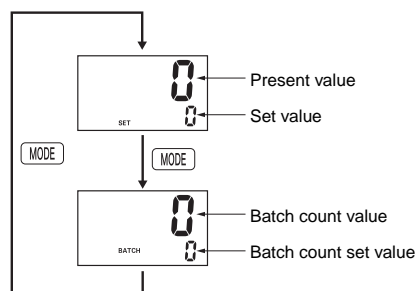 0
Present value
SET
0
Set value
MODE
MODE
0
Batch count value
BATCH
0
Batch count set value